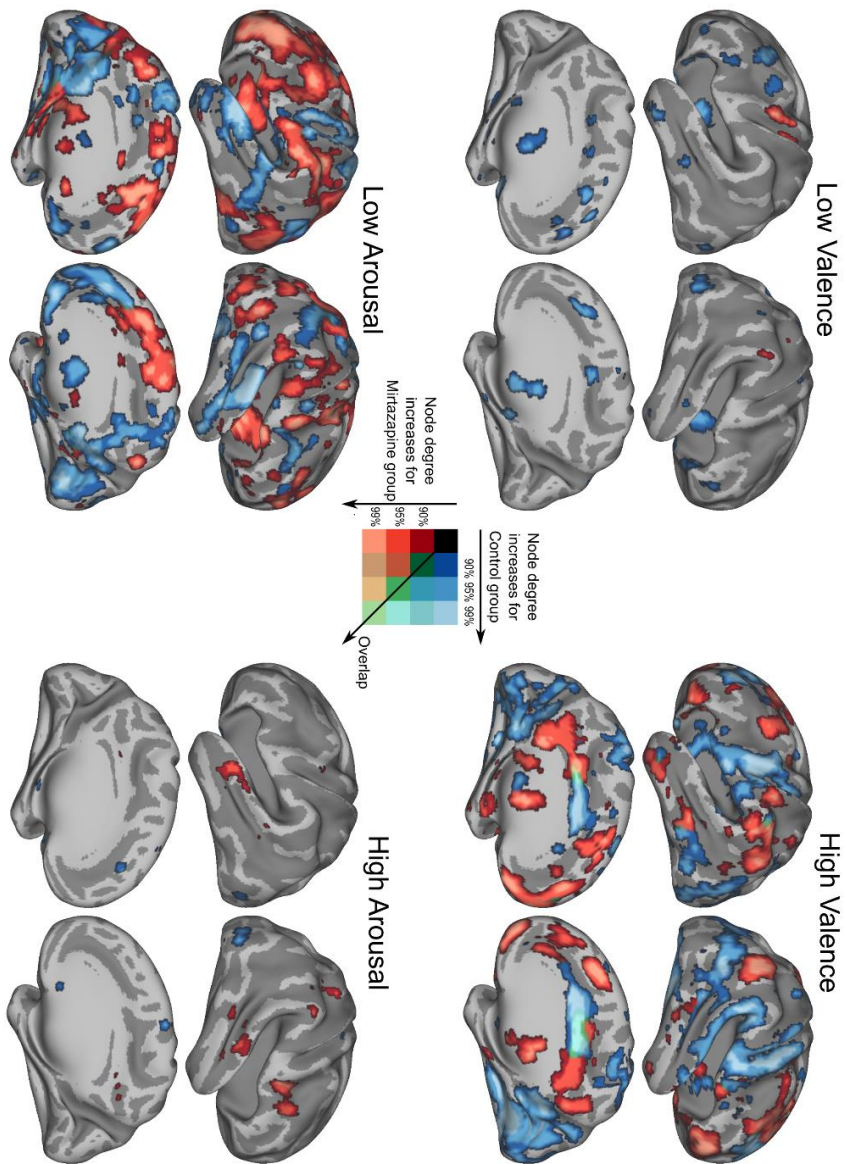 Low Valence
High Valence
Node degree
increases for
Control group
90% 95% 99%
Node degree
increases for
Mirtazapine group
90%
95%
99%
Overlap
Low Arousal
High Arousal